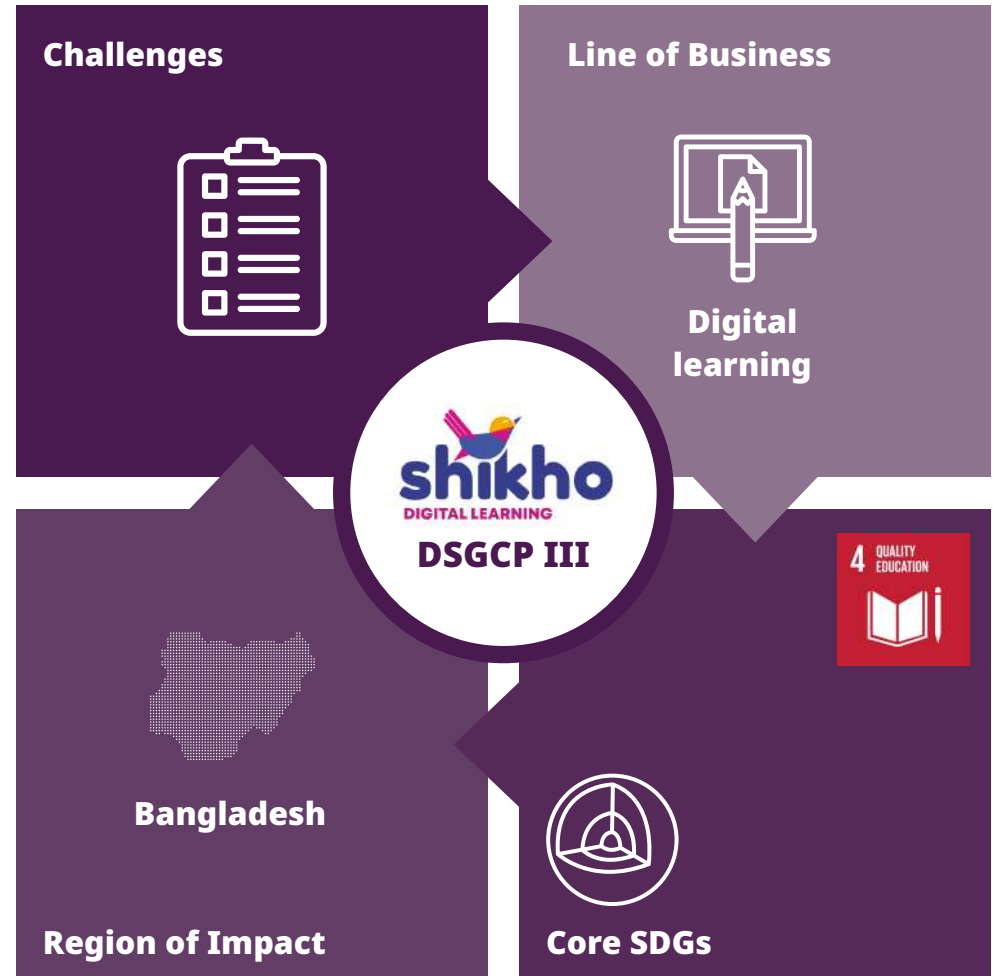 Challenges
Line of Business
Digital
learning
shikho
DIGITAL LEARNING
DSGCP III
4 QUALITY
EDUCATION
Bangladesh
Region of Impact
Core SDGs